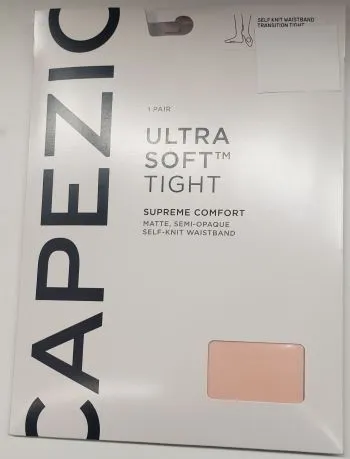 CAPEZIO
SELF KNIT WAISTBAND
TRANSITION TIGHT
1 PAIR
ULTRA
SOFT™
TIGHT
SUPREME COMFORT
MATTE, SEMI-OPAQUE
SELF-KNIT WAISTBAND